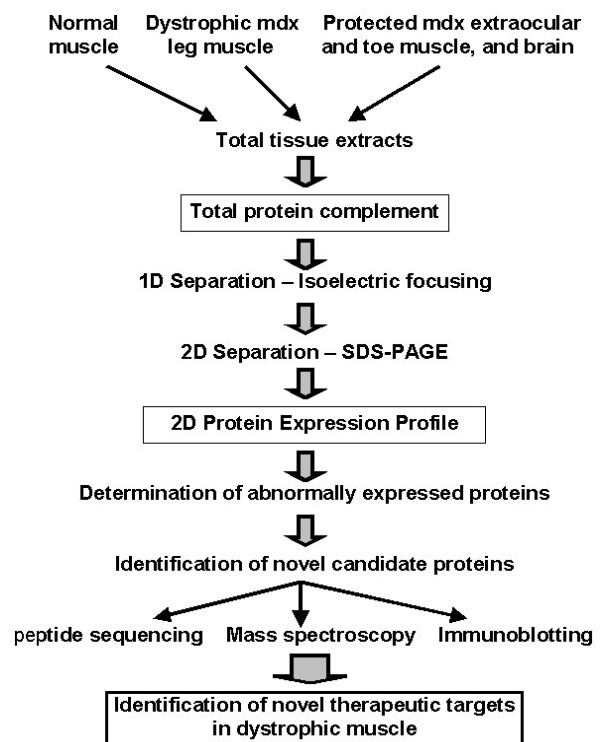 Normal muscle
Dystrophic mdx leg muscle
Protected mdx extraocular and toe muscle, and brain
Total tissue extracts
Total protein complement
1D Separation – Isoelectric focusing
2D Separation – SDS-PAGE
2D Protein Expression Profile
Determination of abnormally expressed proteins
Identification of novel candidate proteins
peptide sequencing
Mass spectroscopy
Immunoblotting
Identification of novel therapeutic targets
in dystrophic muscle